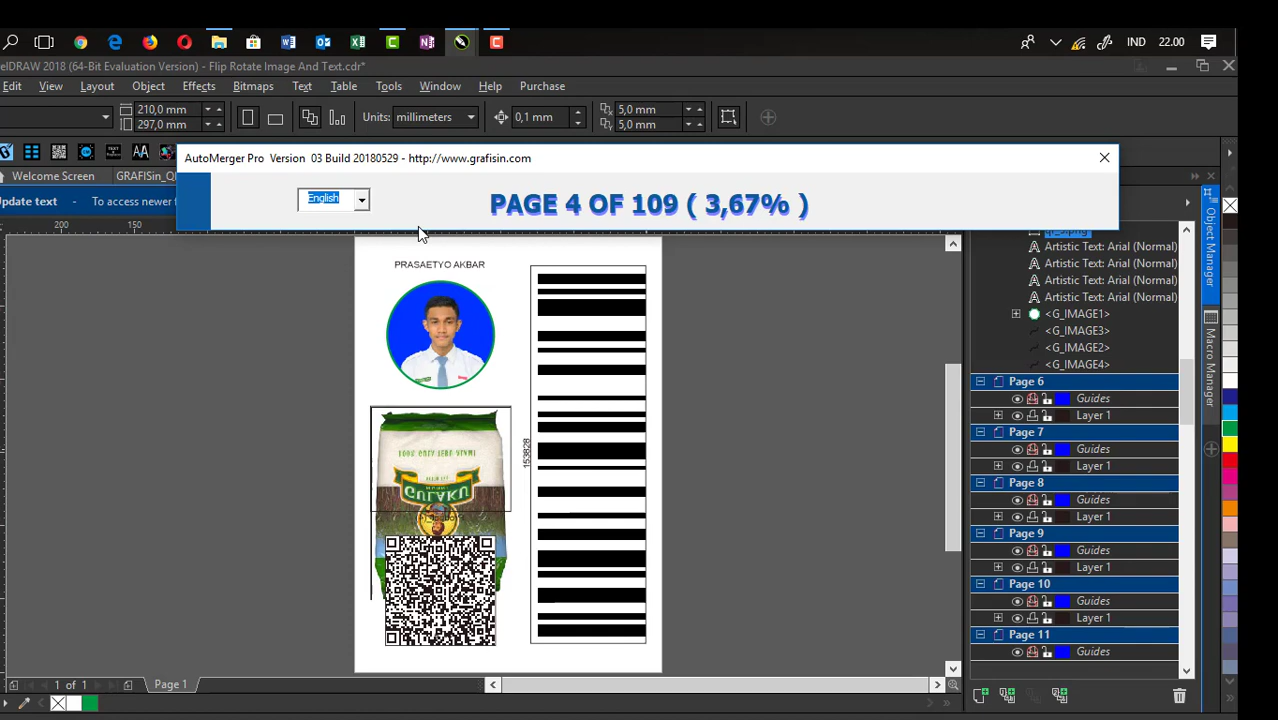 IND
22.00
elDRAW 2018 (64-Bit Evaluation Version) - Flip Rotate Image And Text.cdr*
Edit View Layout Object Effects Bitmaps Text Table Tools Window Help Purchase
210,0 mm
297,0 mm
Units: millimeters
0,1 mm
5,0 mm
5,0 mm
AutoMerger Pro Version 03 Build 20180529 - http://www.grafisin.com
Welcome Screen
GRAFISin_Q
English
PAGE 4 OF 109 ( 3,67% )
Update text - To access newer f
200 150
PRASAETYO AKBAR
GULAKU
153828
Object Manager
Macro Manager
Artistic Text: Arial (Normal)
Artistic Text: Arial (Normal)
Artistic Text: Arial (Normal)
Artistic Text: Arial (Normal)
<G_IMAGE1>
<G_IMAGE3>
<G_IMAGE2>
<G_IMAGE4>
Page 6
Guides
Layer 1
Page 7
Guides
Layer 1
Page 8
Guides
Layer 1
Page 9
Guides
Layer 1
Page 10
Guides
Layer 1
Page 11
Guides
1 of 1
Page 1